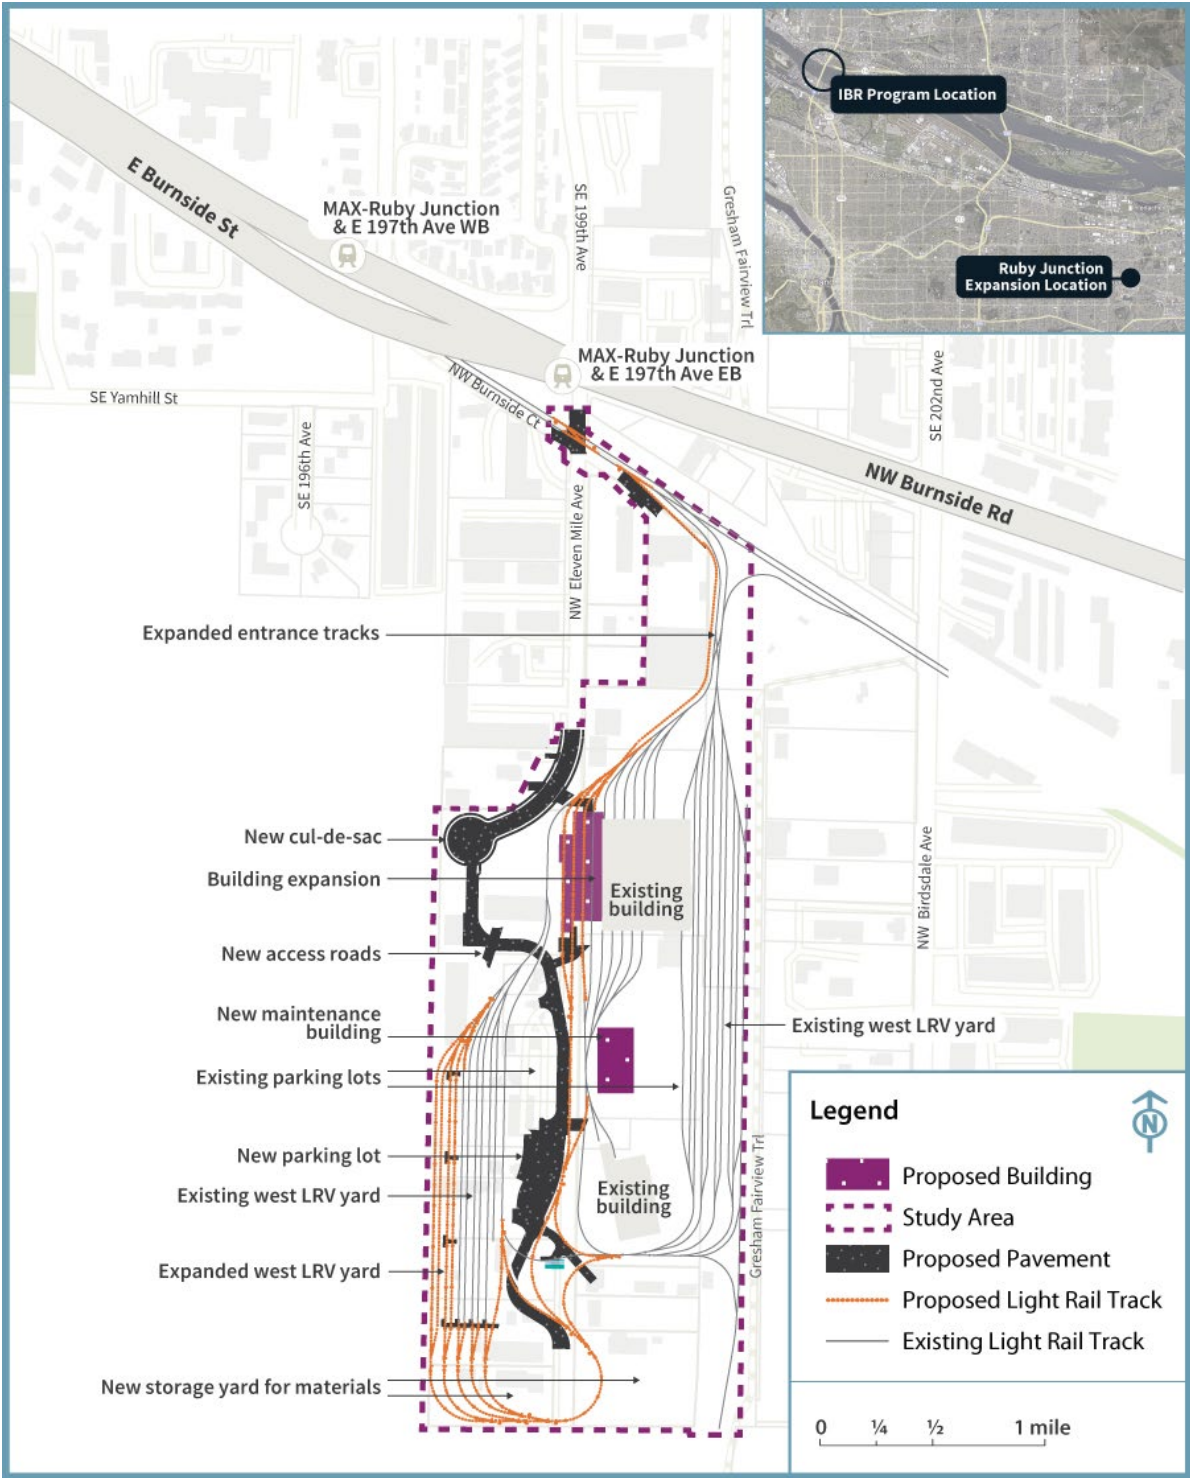 IBR Program Location
Ruby Junction
Expansion Location
E Burnside St
MAX-Ruby Junction
& E 197th Ave WB
SE 199th Ave
Gresham Fairview Trl
MAX-Ruby Junction
& E 197th Ave EB
SE Yamhill St
NW Burnside Ct
SE 202nd Ave
SE 196th Ave
NW Burnside Rd
NW Eleven Mile Ave
Expanded entrance tracks
New cul-de-sac
Building expansion
Existing
building
NW Birdsdale Ave
New access roads
New maintenance
building
Existing west LRV yard
Existing parking lots
New parking lot
Existing west LRV yard
Existing
building
Gresham Fairview Trl
Expanded west LRV yard
New storage yard for materials
Legend
N
Proposed Building
Study Area
Proposed Pavement
Proposed Light Rail Track
Existing Light Rail Track
0 ¼ ½ 1 mile